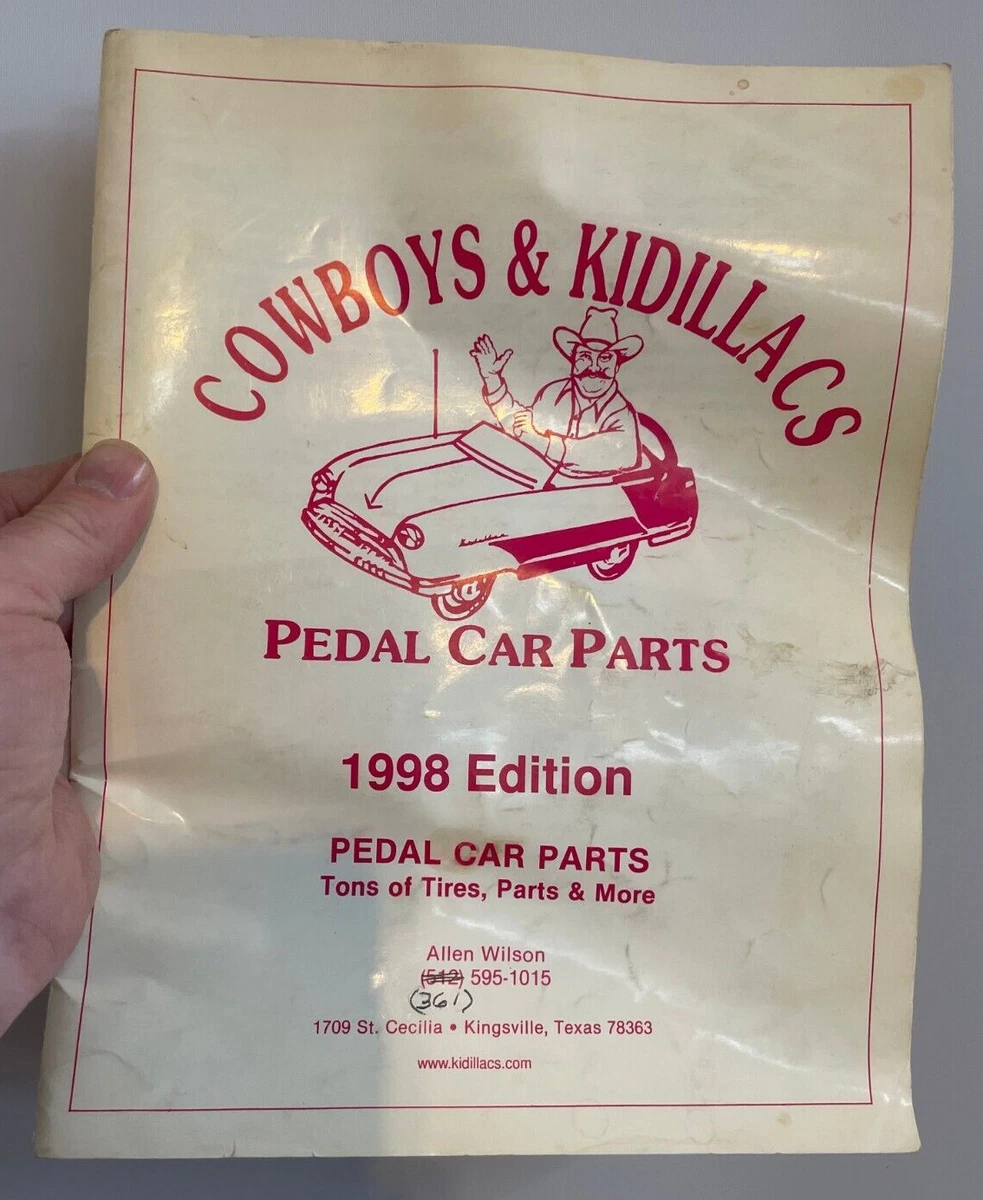 COWBOYS & KIDILLACS
PEDAL CAR PARTS
1998 Edition
PEDAL CAR PARTS
Tons of Tires, Parts & More
Allen Wilson
(512) 595-1015
(361)
1709 St. Cecilia • Kingsville, Texas 78363
www.kidillacs.com